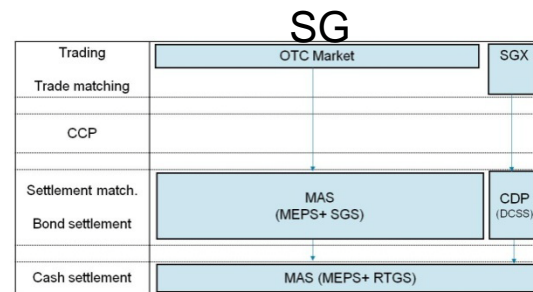 SG
Trading
OTC Market
SGX
Trade matching
CCP
Settlement match.
MAS
(MEPS+ SGS)
CDP
(DCSS)
Bond settlement
Cash settlement
MAS (MEPS+ RTGS)